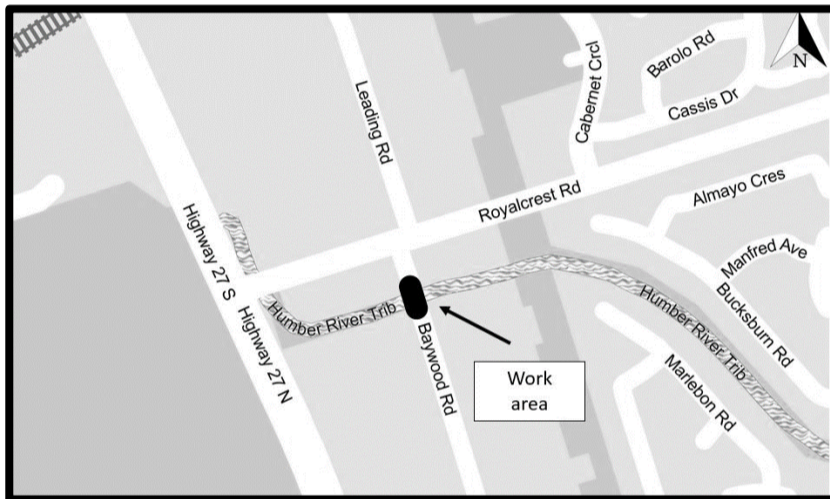 Barolo Rd
N
Cabernet Crcl
Cassis Dr
Leading Rd
Royalcrest Rd
Almayo Cres
Manfred Ave
Highway 27 S
Highway 27 N
Humber River Trib
Humber River Trib
Bucksburn Rd
Baywood Rd
Marlebon Rd
Work
area